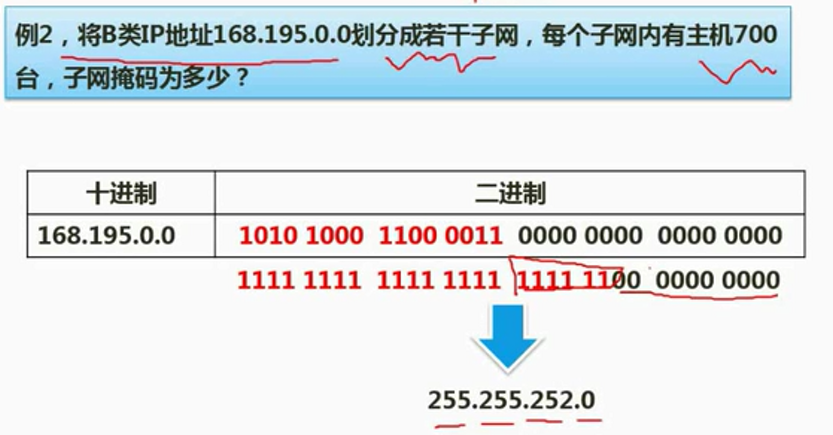 例2，将B类IP地址168.195.0.0划分成若干子网，每个子网内有主机700
台，子网掩码为多少？
十进制 二进制
168.195.0.0 1010 1000 1100 0011 0000 0000 0000 0000
1111 1111 1111 1111 1111 1100 0000 0000
255.255.252.0